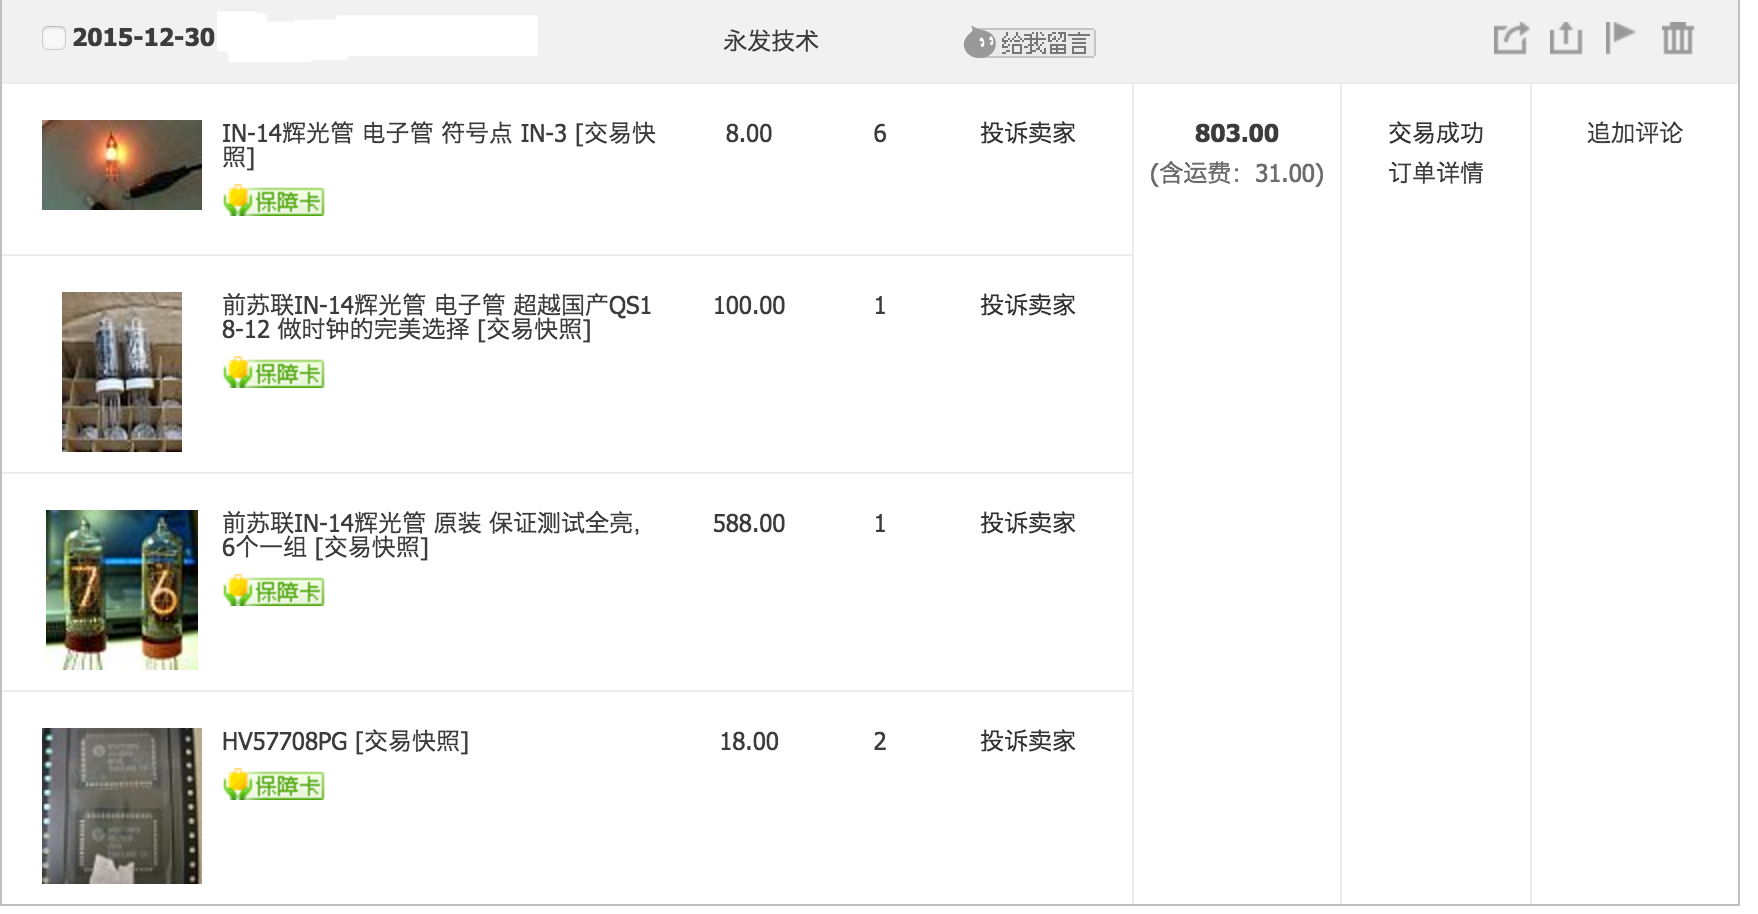 2015-12-30
永发技术
给我留言
IN-14辉光管 电子管 符号点 IN-3 [交易快
照]
保障卡
8.00
6
投诉卖家
803.00
(含运费：31.00)
交易成功
订单详情
追加评论
前苏联IN-14辉光管 电子管 超越国产QS1
8-12 做时钟的完美选择 [交易快照]
保障卡
100.00
1
投诉卖家
前苏联IN-14辉光管 原装 保证测试全亮，
6个一组 [交易快照]
保障卡
588.00
1
投诉卖家
7 6
HV57708PG [交易快照]
保障卡
18.00
2
投诉卖家